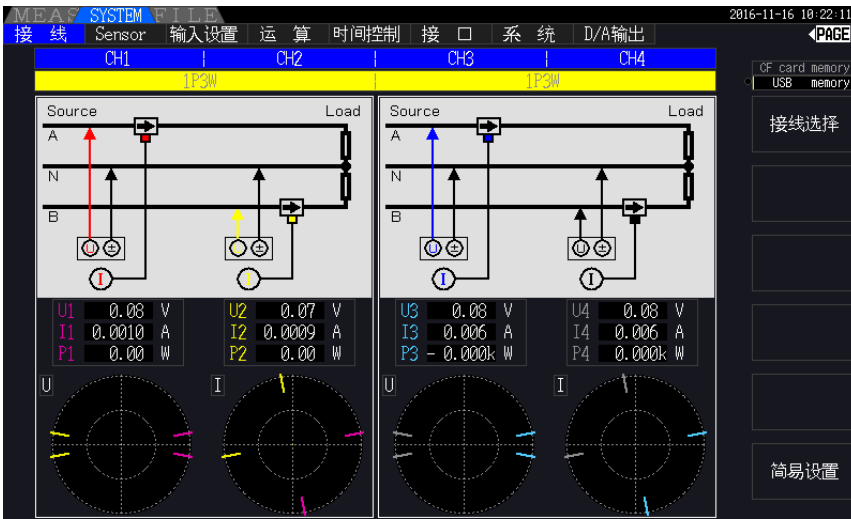 MEAS SYSTEM FILE 2016-11-16 10:22:11
接 线 Sensor 输入设置 运 算 时间控制 接 口 系 统 D/A输出 PAGE
CH1 CH2 CH3 CH4
1P3W 1P3W
CF card memory
USB memory
接线选择
简易设置
Source Load Source Load
A A
N N
B B
U ± U ± U ± U ±
I I I I
U1 0.08 V U2 0.07 V U3 0.08 V U4 0.08 V
I1 0.0010 A I2 0.0009 A I3 0.006 A I4 0.006 A
P1 0.00 W P2 0.00 W P3 - 0.000k W P4 0.000k W
U I U I